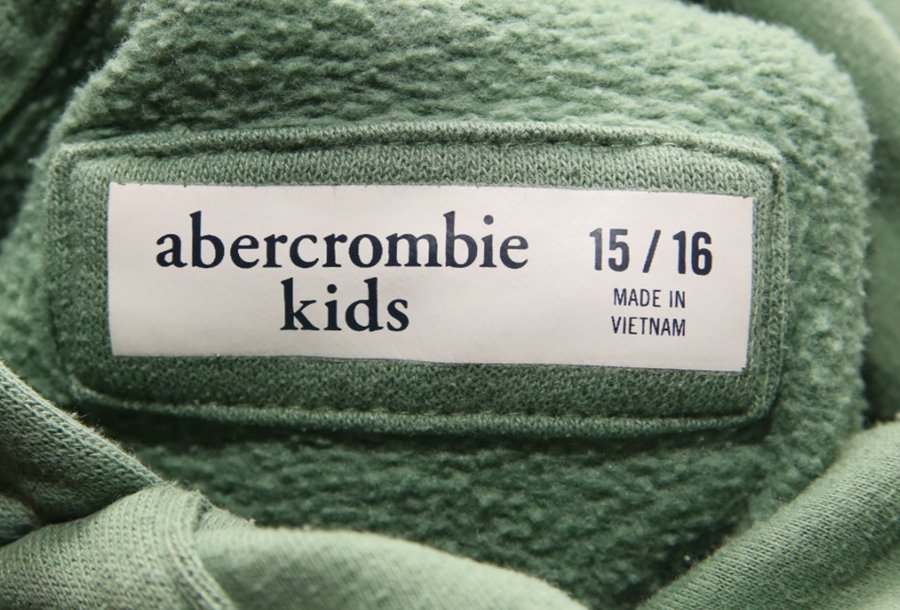 abercrombie
kids
15 / 16
MADE IN
VIETNAM